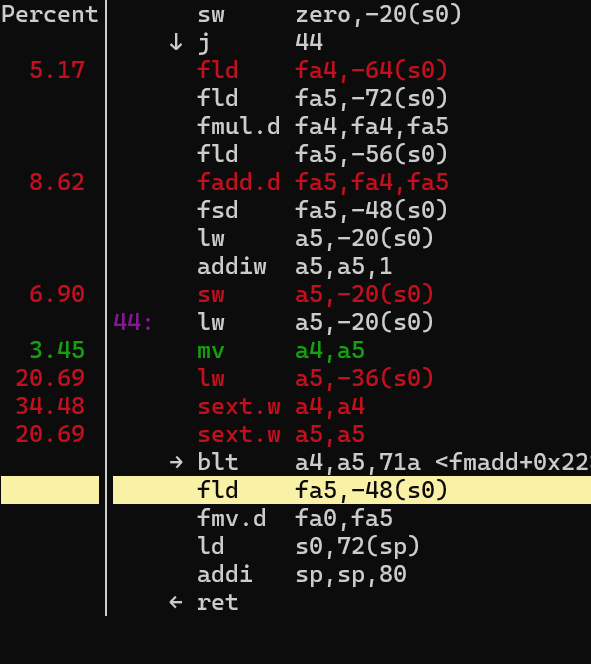 Percent sw zero,-20(s0)
↓ j 44
5.17 fld fa4,-64(s0)
fld fa5,-72(s0)
fmul.d fa4,fa4,fa5
fld fa5,-56(s0)
8.62 fadd.d fa5,fa4,fa5
fsd fa5,-48(s0)
lw a5,-20(s0)
addiw a5,a5,1
6.90 sw a5,-20(s0)
44: lw a5,-20(s0)
3.45 mv a4,a5
20.69 lw a5,-36(s0)
34.48 sext.w a4,a4
20.69 sext.w a5,a5
→ blt a4,a5,71a <fmadd+0x22
fld fa5,-48(s0)
fmv.d fa0,fa5
ld s0,72(sp)
addi sp,sp,80
← ret